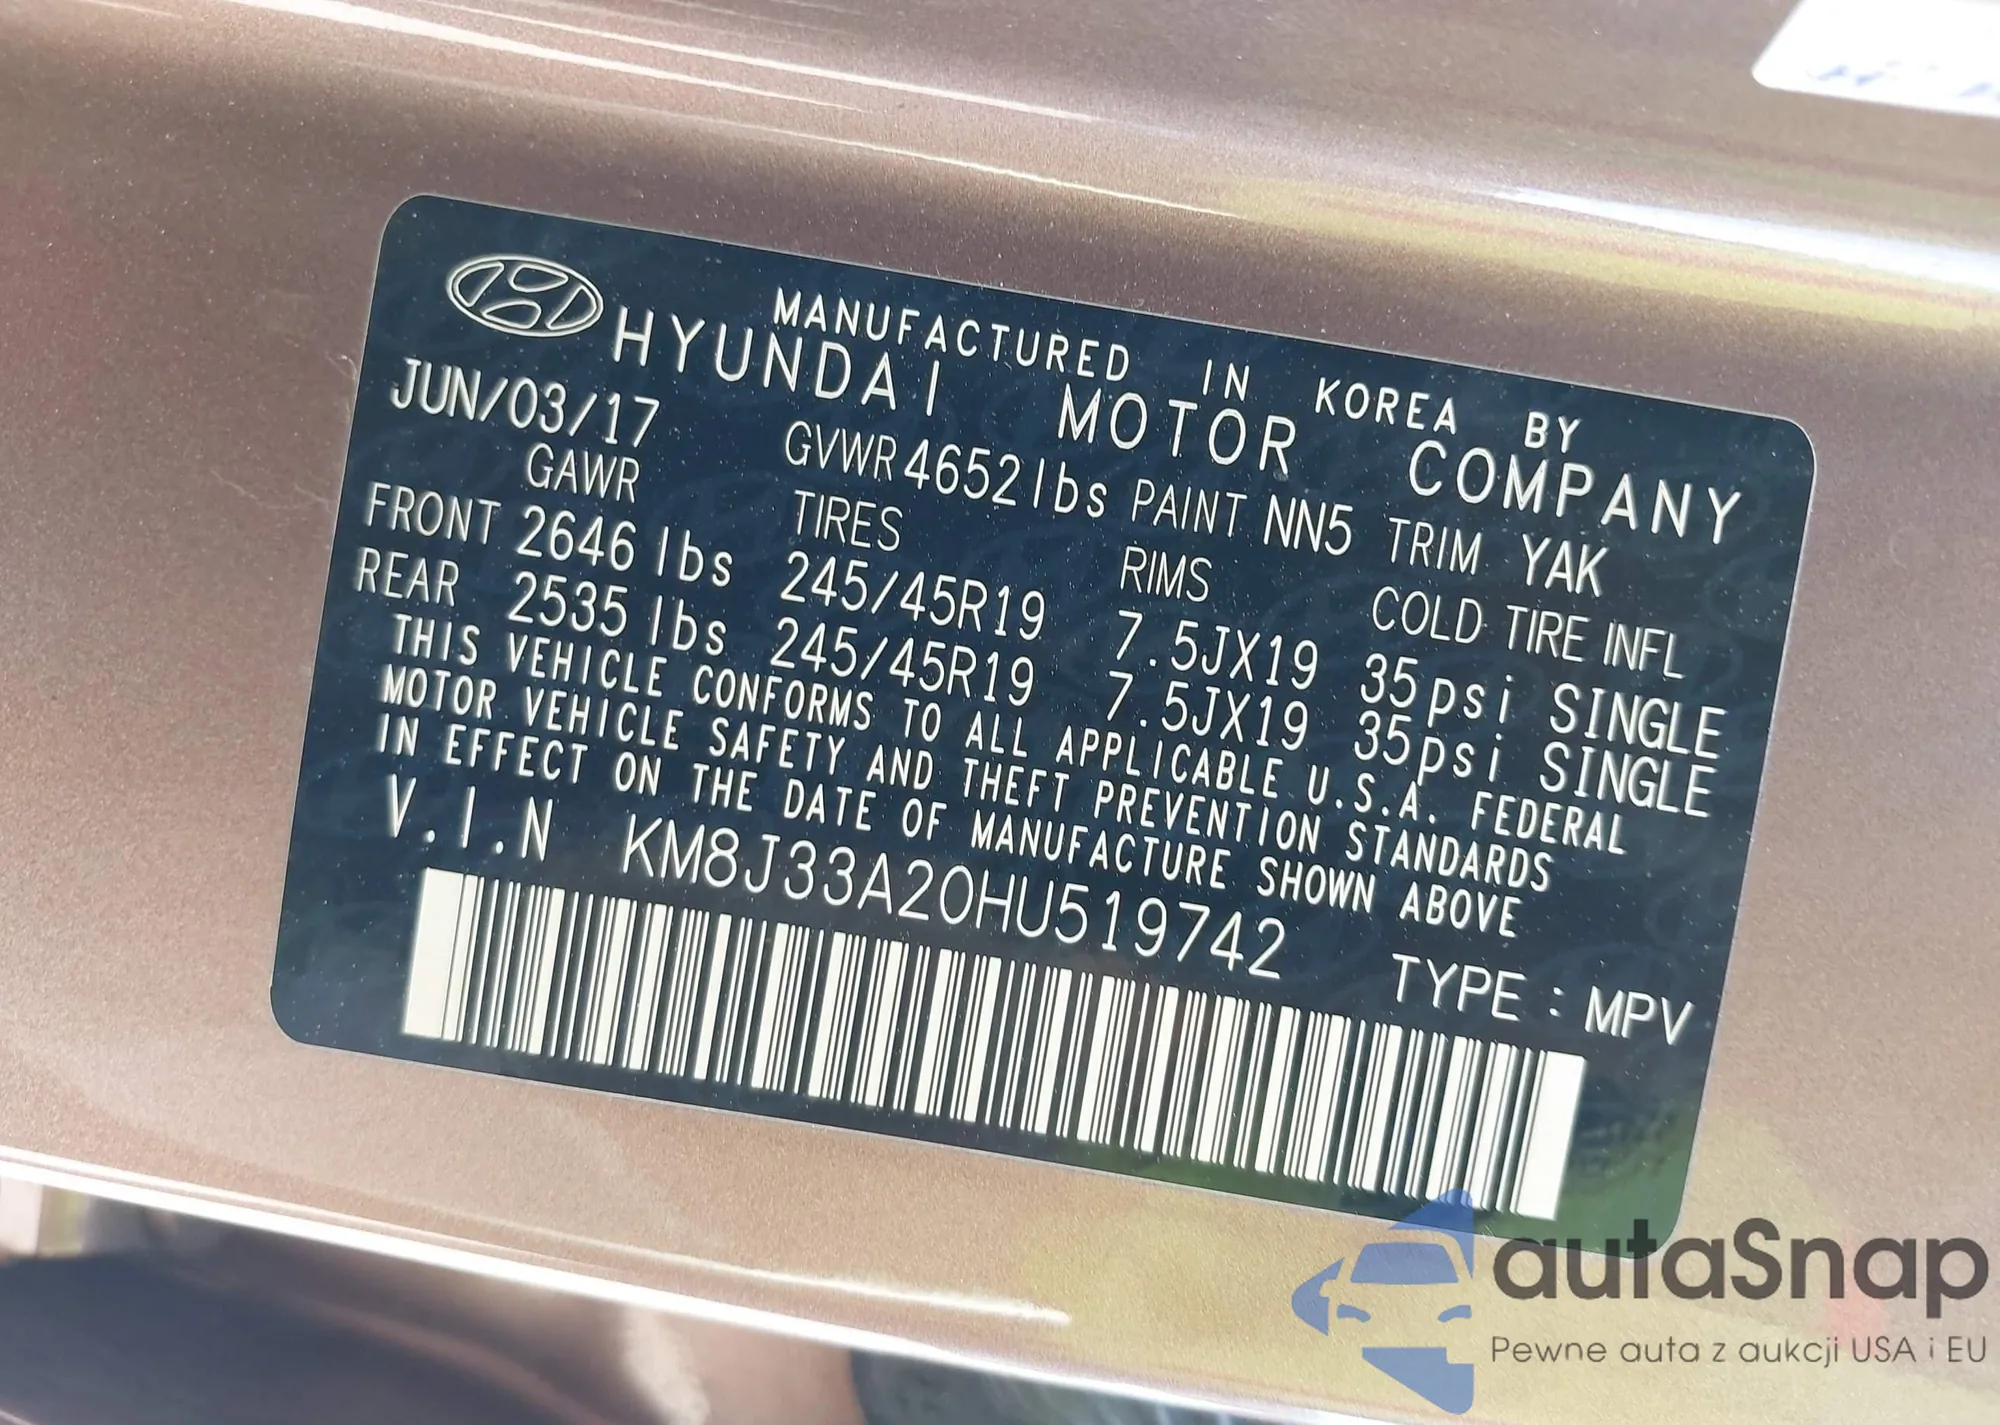 MANUFACTURED IN KOREA BY
HYUNDAI MOTOR COMPANY
JUN/03/17 GVWR 4652 lbs PAINT NN5 TRIM YAK
GAWR TIRES RIMS COLD TIRE INFL
FRONT 2646 lbs 245/45R19 7.5JX19 35psi SINGLE
REAR 2535 lbs 245/45R19 7.5JX19 35psi SINGLE
THIS VEHICLE CONFORMS TO ALL APPLICABLE U.S.A. FEDERAL
MOTOR VEHICLE SAFETY AND THEFT PREVENTION STANDARDS
IN EFFECT ON THE DATE OF MANUFACTURE SHOWN ABOVE
V.I.N KM8J33A20HU519742 TYPE : MPV
autaSnap
Pewne auta z aukcji USA i EU